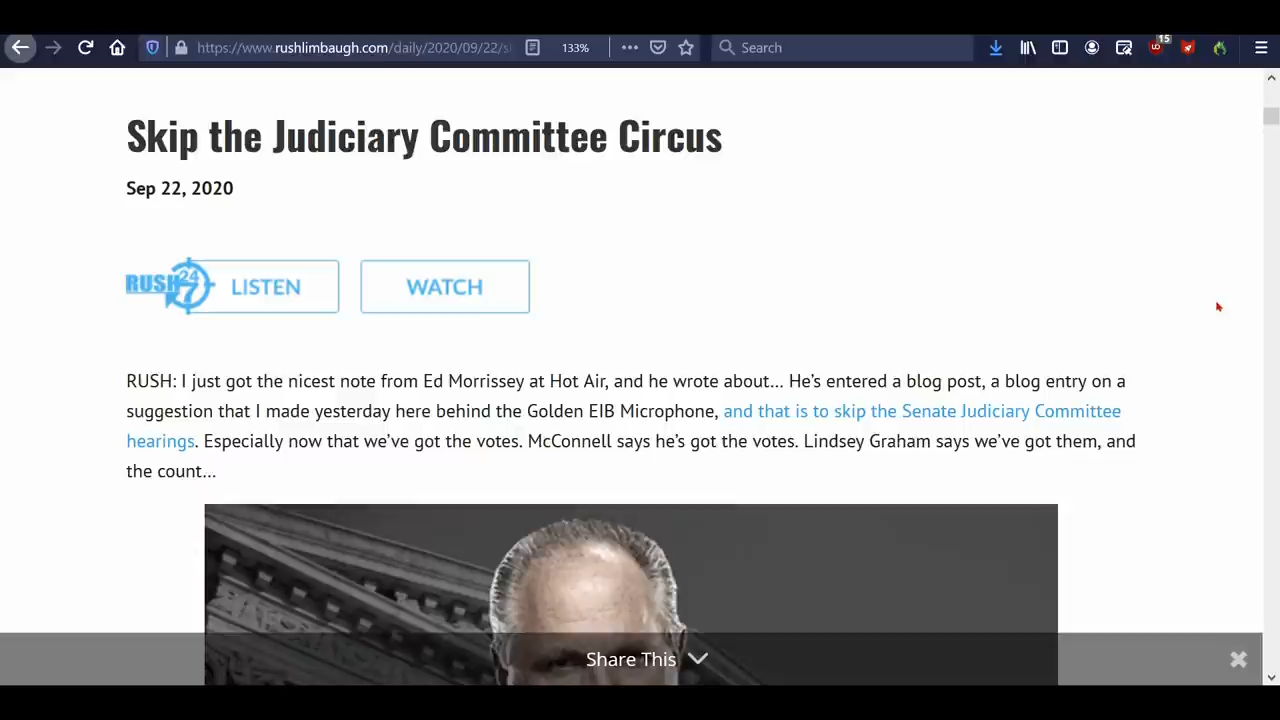 https://www.rushlimbaugh.com/daily/2020/09/22/s
133%
Search
15
Skip the Judiciary Committee Circus
Sep 22, 2020
RUSH 24 7 LISTEN
WATCH
RUSH: I just got the nicest note from Ed Morrissey at Hot Air, and he wrote about… He’s entered a blog post, a blog entry on a
suggestion that I made yesterday here behind the Golden EIB Microphone, and that is to skip the Senate Judiciary Committee
hearings. Especially now that we’ve got the votes. McConnell says he’s got the votes. Lindsey Graham says we’ve got them, and
the count…
Share This